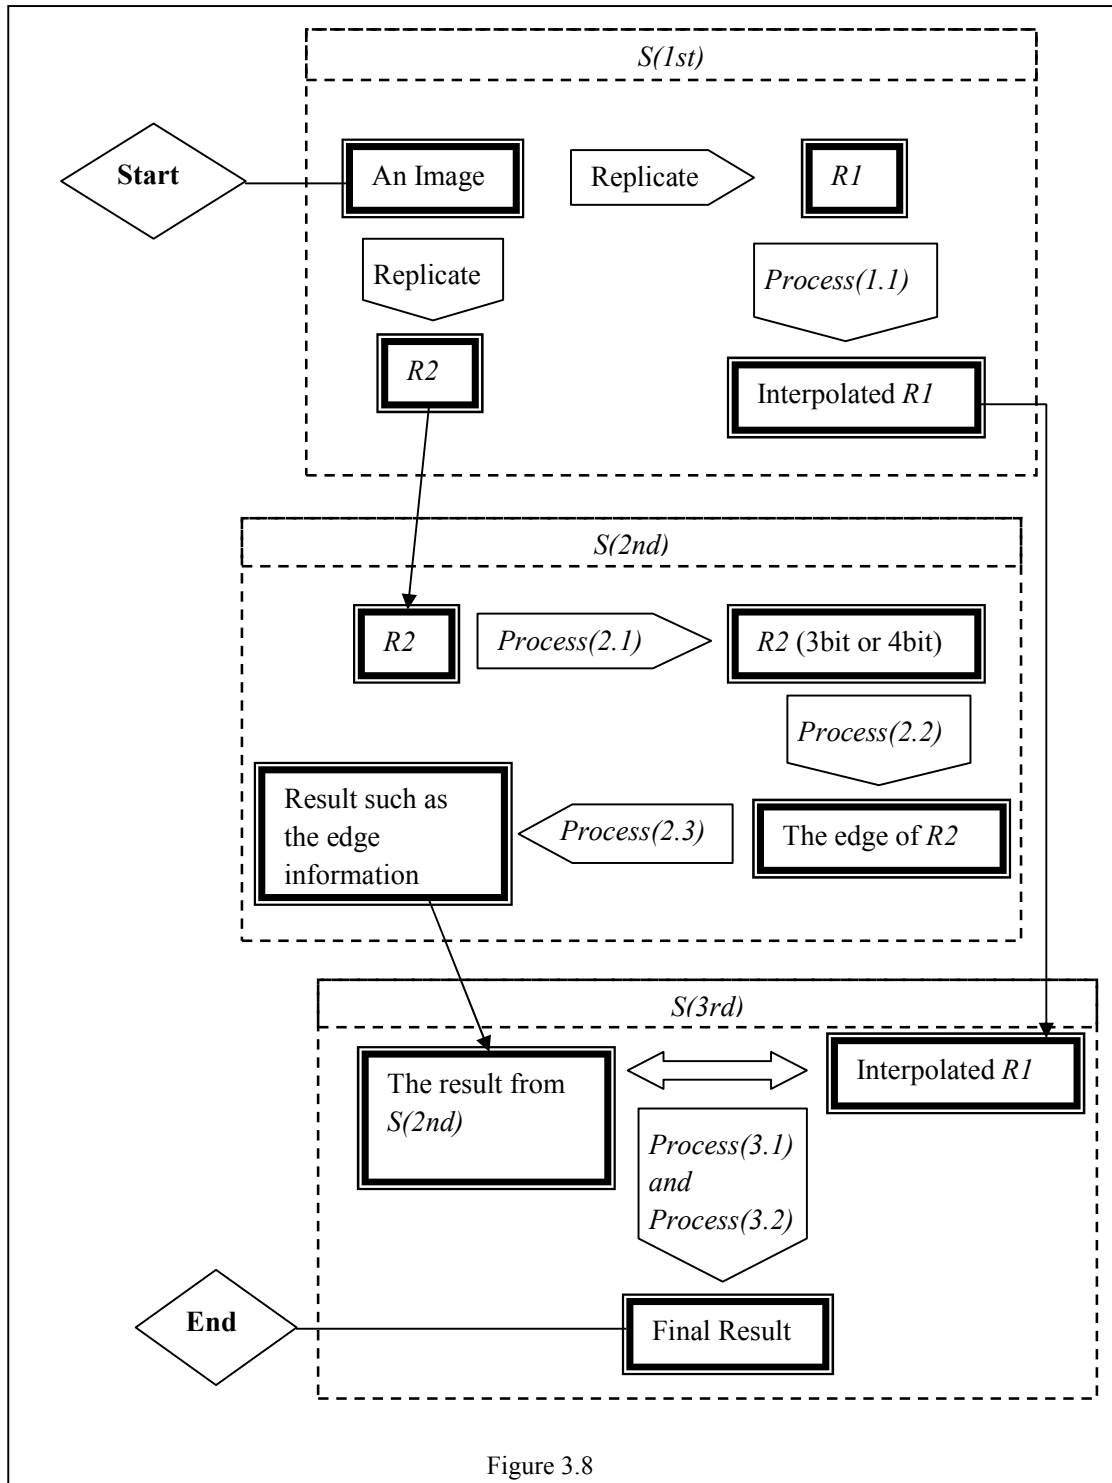 S(1st)
Start
An Image
Replicate
R1
Replicate
Process(1.1)
R2
Interpolated R1
S(2nd)
R2
Process(2.1)
R2 (3bit or 4bit)
Process(2.2)
Result such as
the edge
information
Process(2.3)
The edge of R2
S(3rd)
The result from
S(2nd)
Interpolated R1
Process(3.1)
and
Process(3.2)
End
Final Result
Figure 3.8